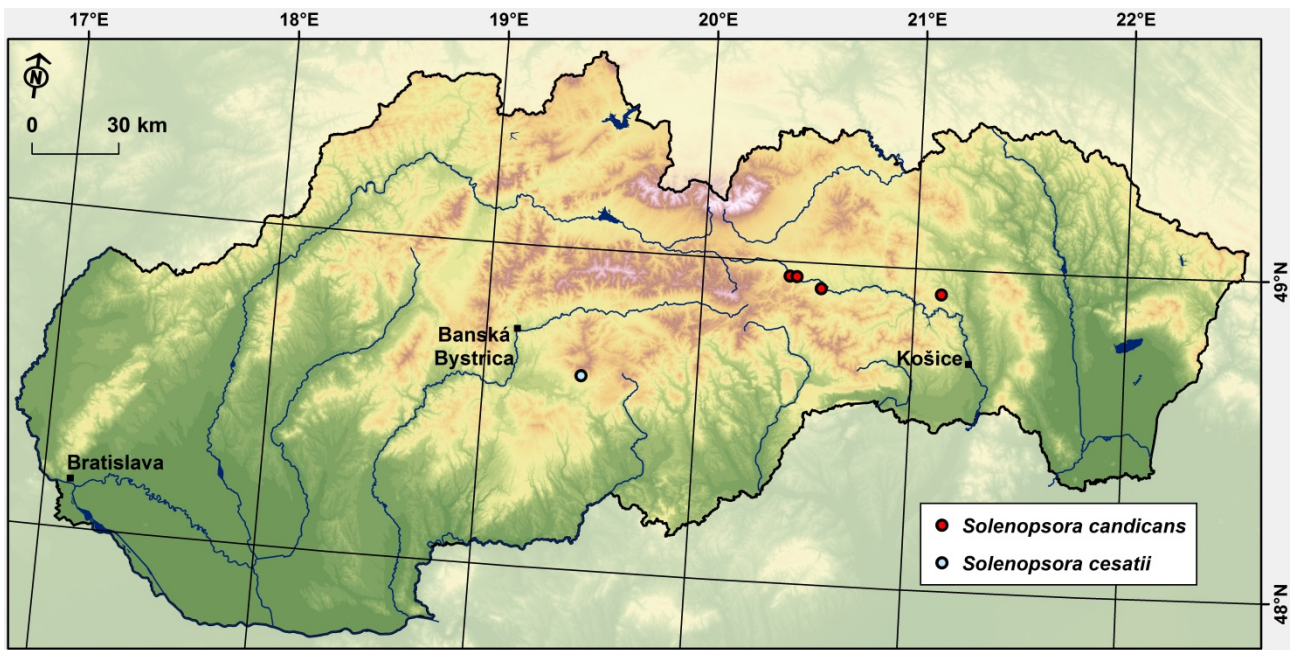 17°E 18°E 19°E 20°E 21°E 22°E
N
0 30 km
49°N
Banská
Bystrica
Košice
Bratislava
Solenopsora candicans
Solenopsora cesatii
48°N